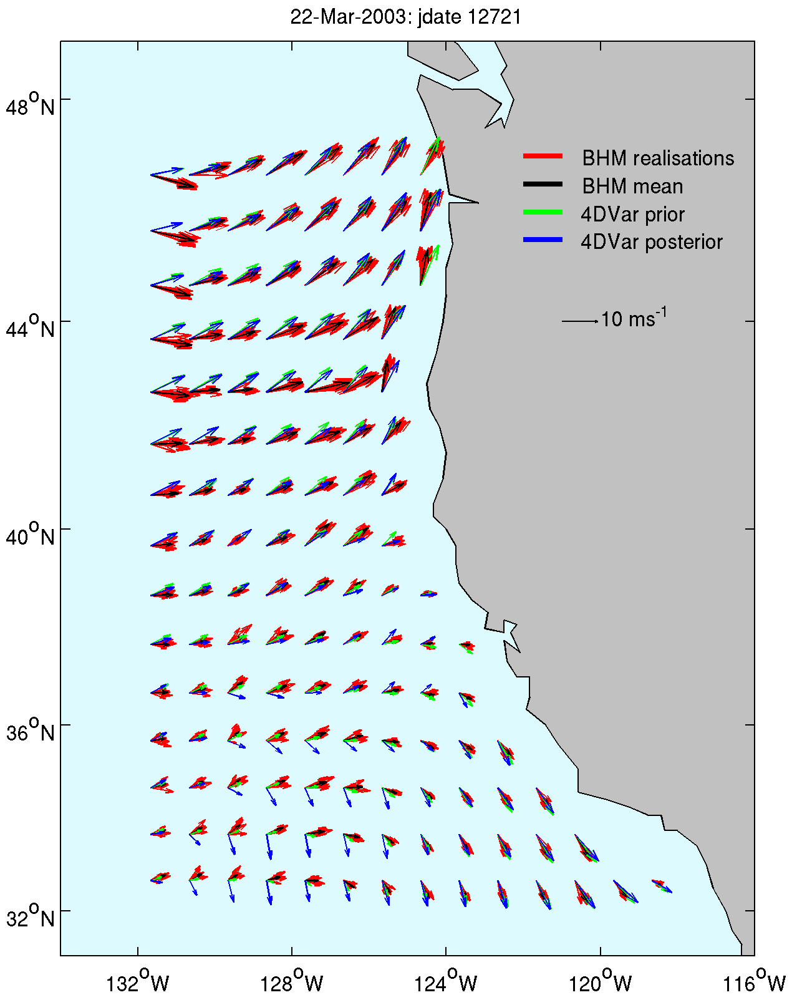 22-Mar-2003: jdate 12721
48°N
44°N
40°N
36°N
32°N
BHM realisations
BHM mean
4DVar prior
4DVar posterior
10 ms⁻¹
132°W 128°W 124°W 120°W 116°W